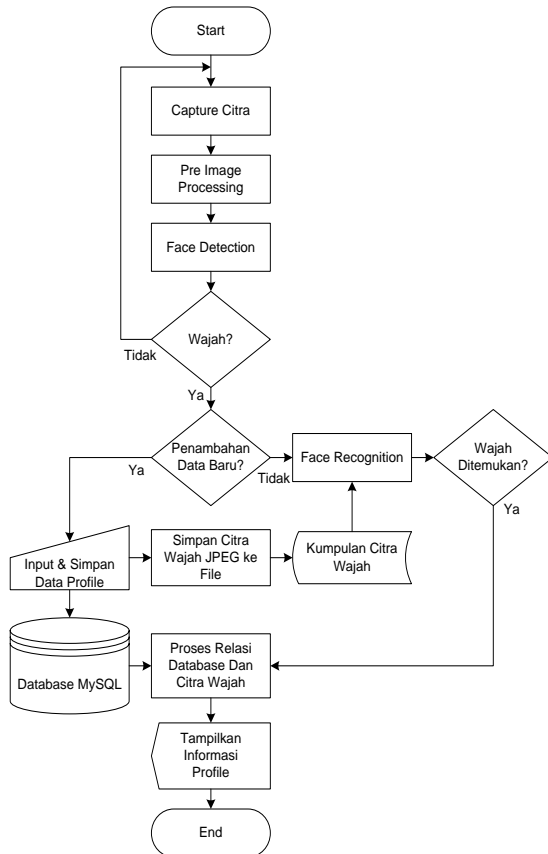 Start
Capture Citra
Pre Image
Processing
Face Detection
Wajah?
Tidak
Ya
Penambahan
Data Baru?
Ya
Tidak
Face Recognition
Wajah
Ditemukan?
Ya
Input & Simpan
Data Profile
Simpan Citra
Wajah JPEG ke
File
Kumpulan Citra
Wajah
Database MySQL
Proses Relasi
Database Dan
Citra Wajah
Tampilkan
Informasi
Profile
End